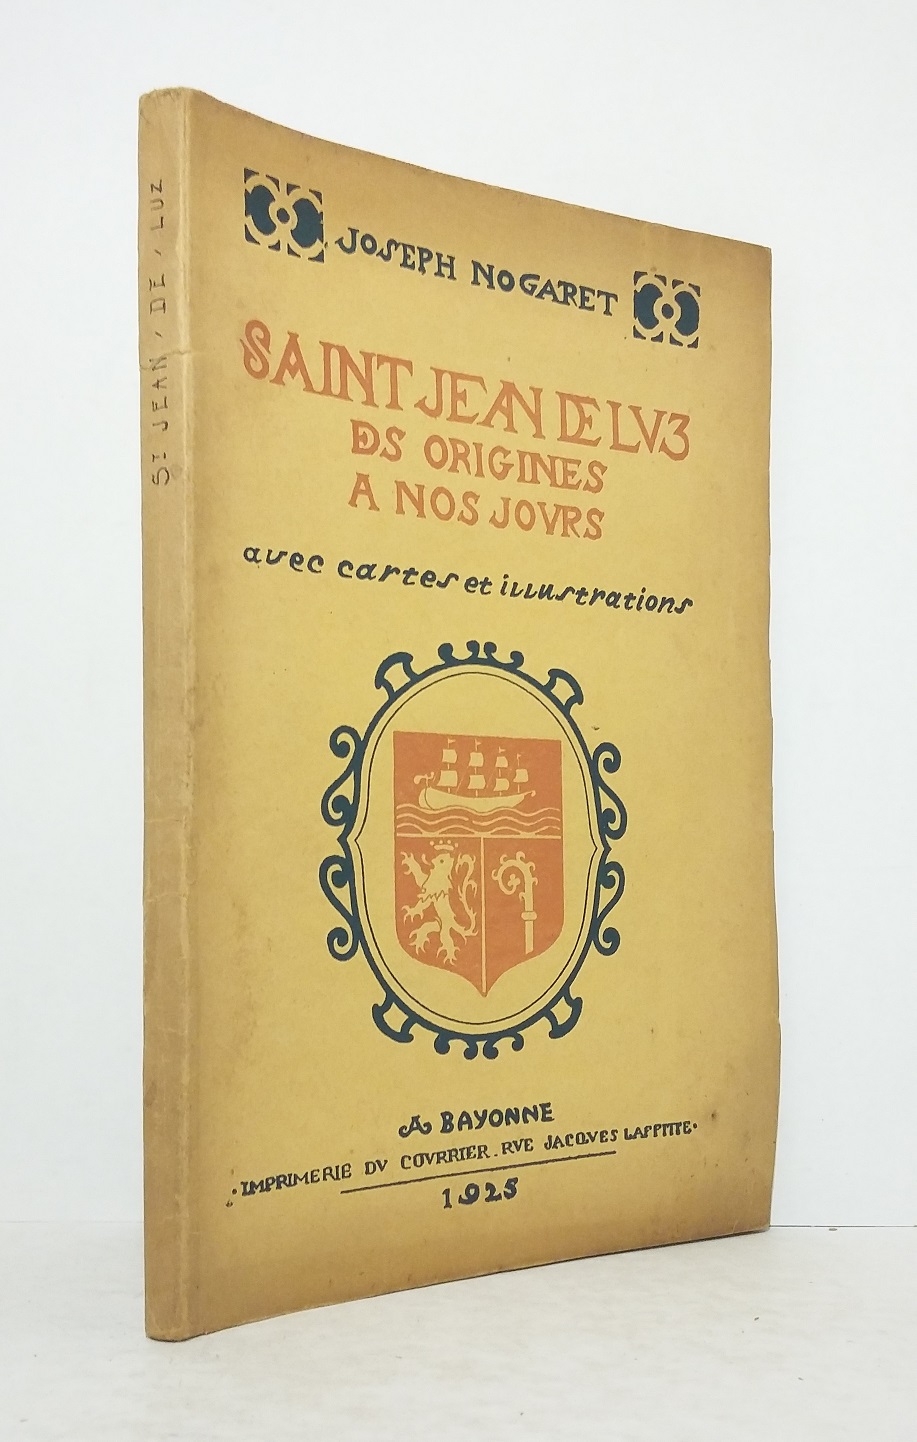 ST JEAN / DE / LUZ
JOSEPH NOGARET
SAINT JEAN DE LVZ
DES ORIGINES
A NOS JOVRS
avec cartes et illustrations
A BAYONNE
·IMPRIMERIE DV COVRRIER. RVE JACQVES LAFFITTE·
1925